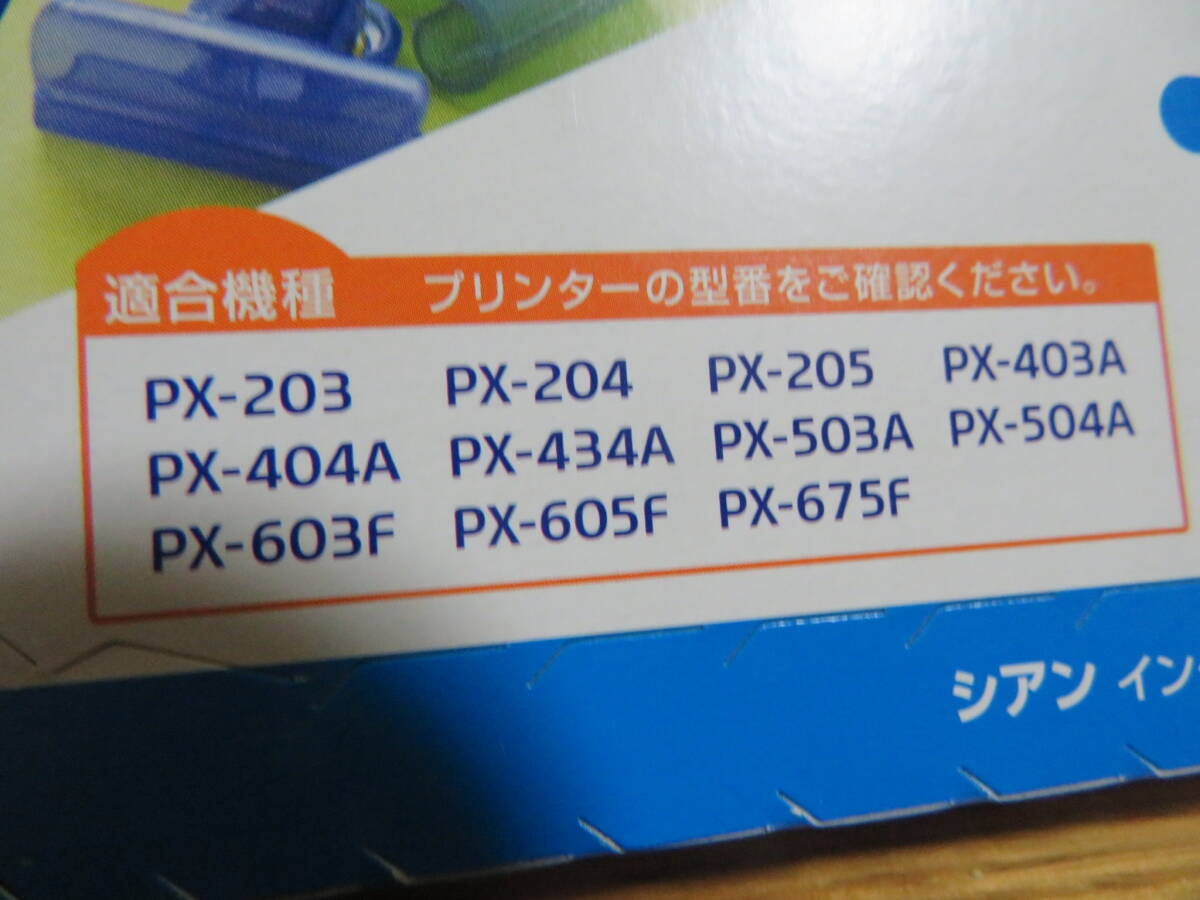 適合機種 プリンターの型番をご確認ください。
PX-203 PX-204 PX-205 PX-403A
PX-404A PX-434A PX-503A PX-504A
PX-603F PX-605F PX-675F
シアン イン